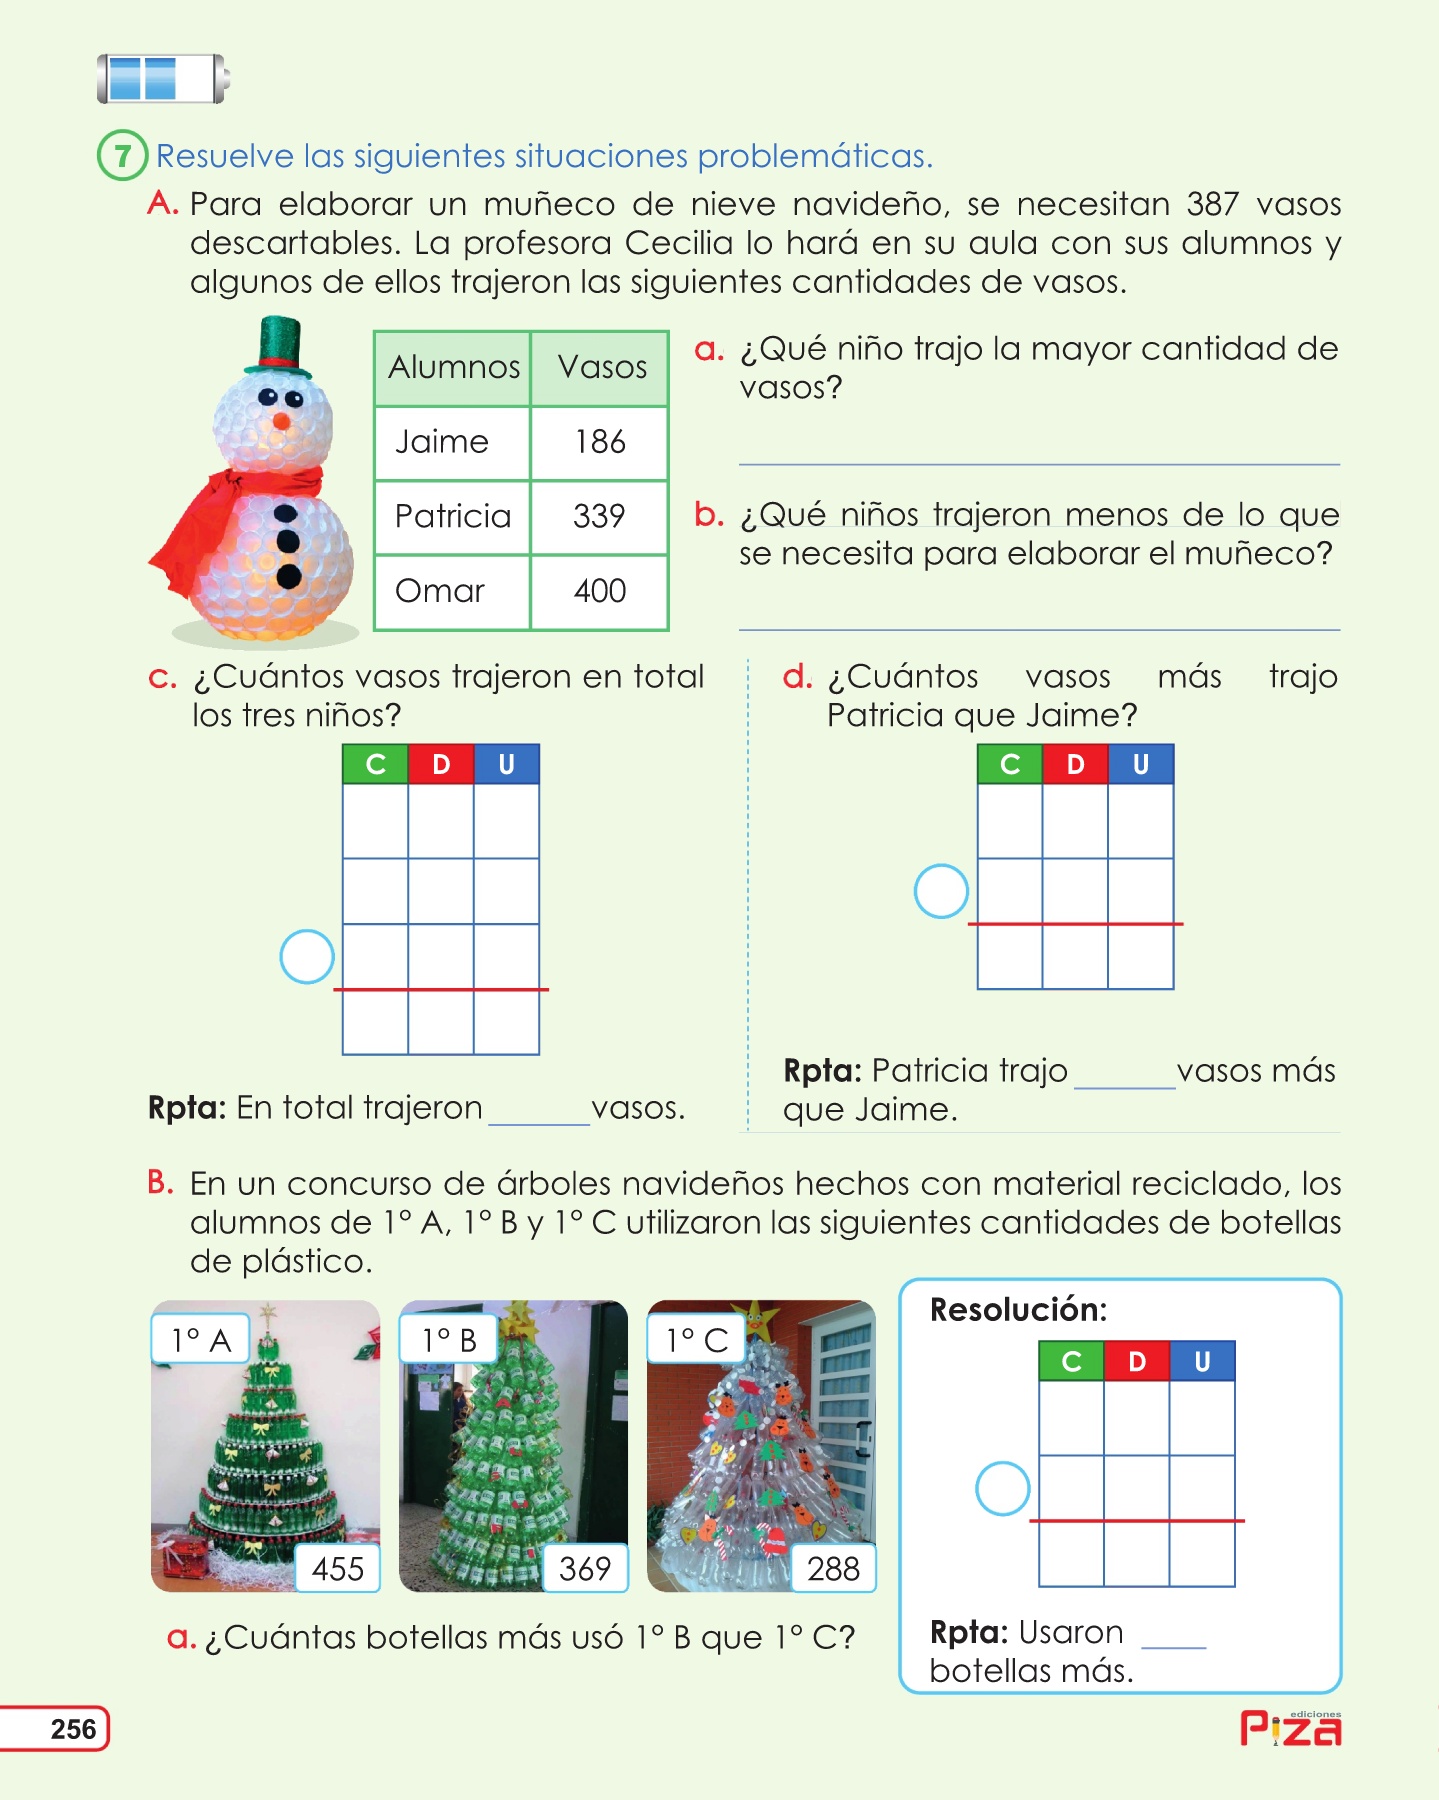 7 Resuelve las siguientes situaciones problemáticas.
A. Para elaborar un muñeco de nieve navideño, se necesitan 387 vasos
descartables. La profesora Cecilia lo hará en su aula con sus alumnos y
algunos de ellos trajeron las siguientes cantidades de vasos.
Alumnos Vasos
Jaime 186
Patricia 339
Omar 400
a. ¿Qué niño trajo la mayor cantidad de
vasos?
b. ¿Qué niños trajeron menos de lo que
se necesita para elaborar el muñeco?
c. ¿Cuántos vasos trajeron en total
los tres niños?
C D U
Rpta: En total trajeron ______ vasos.
d. ¿Cuántos vasos más trajo
Patricia que Jaime?
C D U
Rpta: Patricia trajo ______ vasos más
que Jaime.
B. En un concurso de árboles navideños hechos con material reciclado, los
alumnos de 1° A, 1° B y 1° C utilizaron las siguientes cantidades de botellas
de plástico.
1° A
455
1° B
369
1° C
288
a. ¿Cuántas botellas más usó 1° B que 1° C?
Resolución:
C D U
Rpta: Usaron ____
botellas más.
256
ediciones
Piza